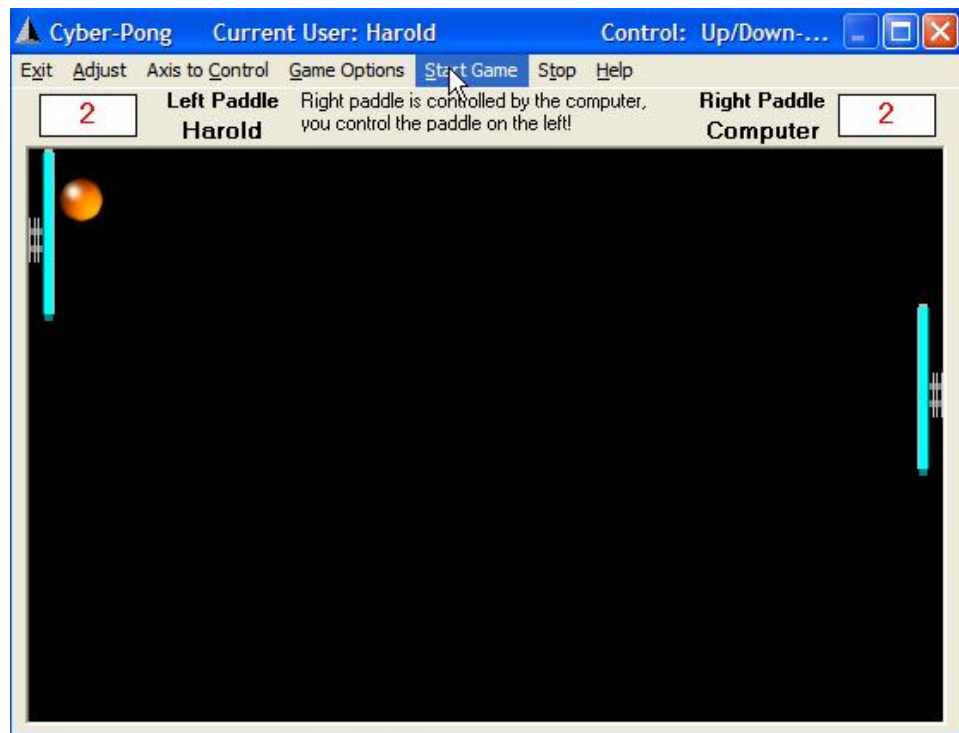 Cyber-Pong Current User: Harold Control: Up/Down-...
Exit Adjust Axis to Control Game Options Start Game Stop Help
2
Left Paddle
Harold
Right paddle is controlled by the computer,
you control the paddle on the left!
Right Paddle
Computer
2